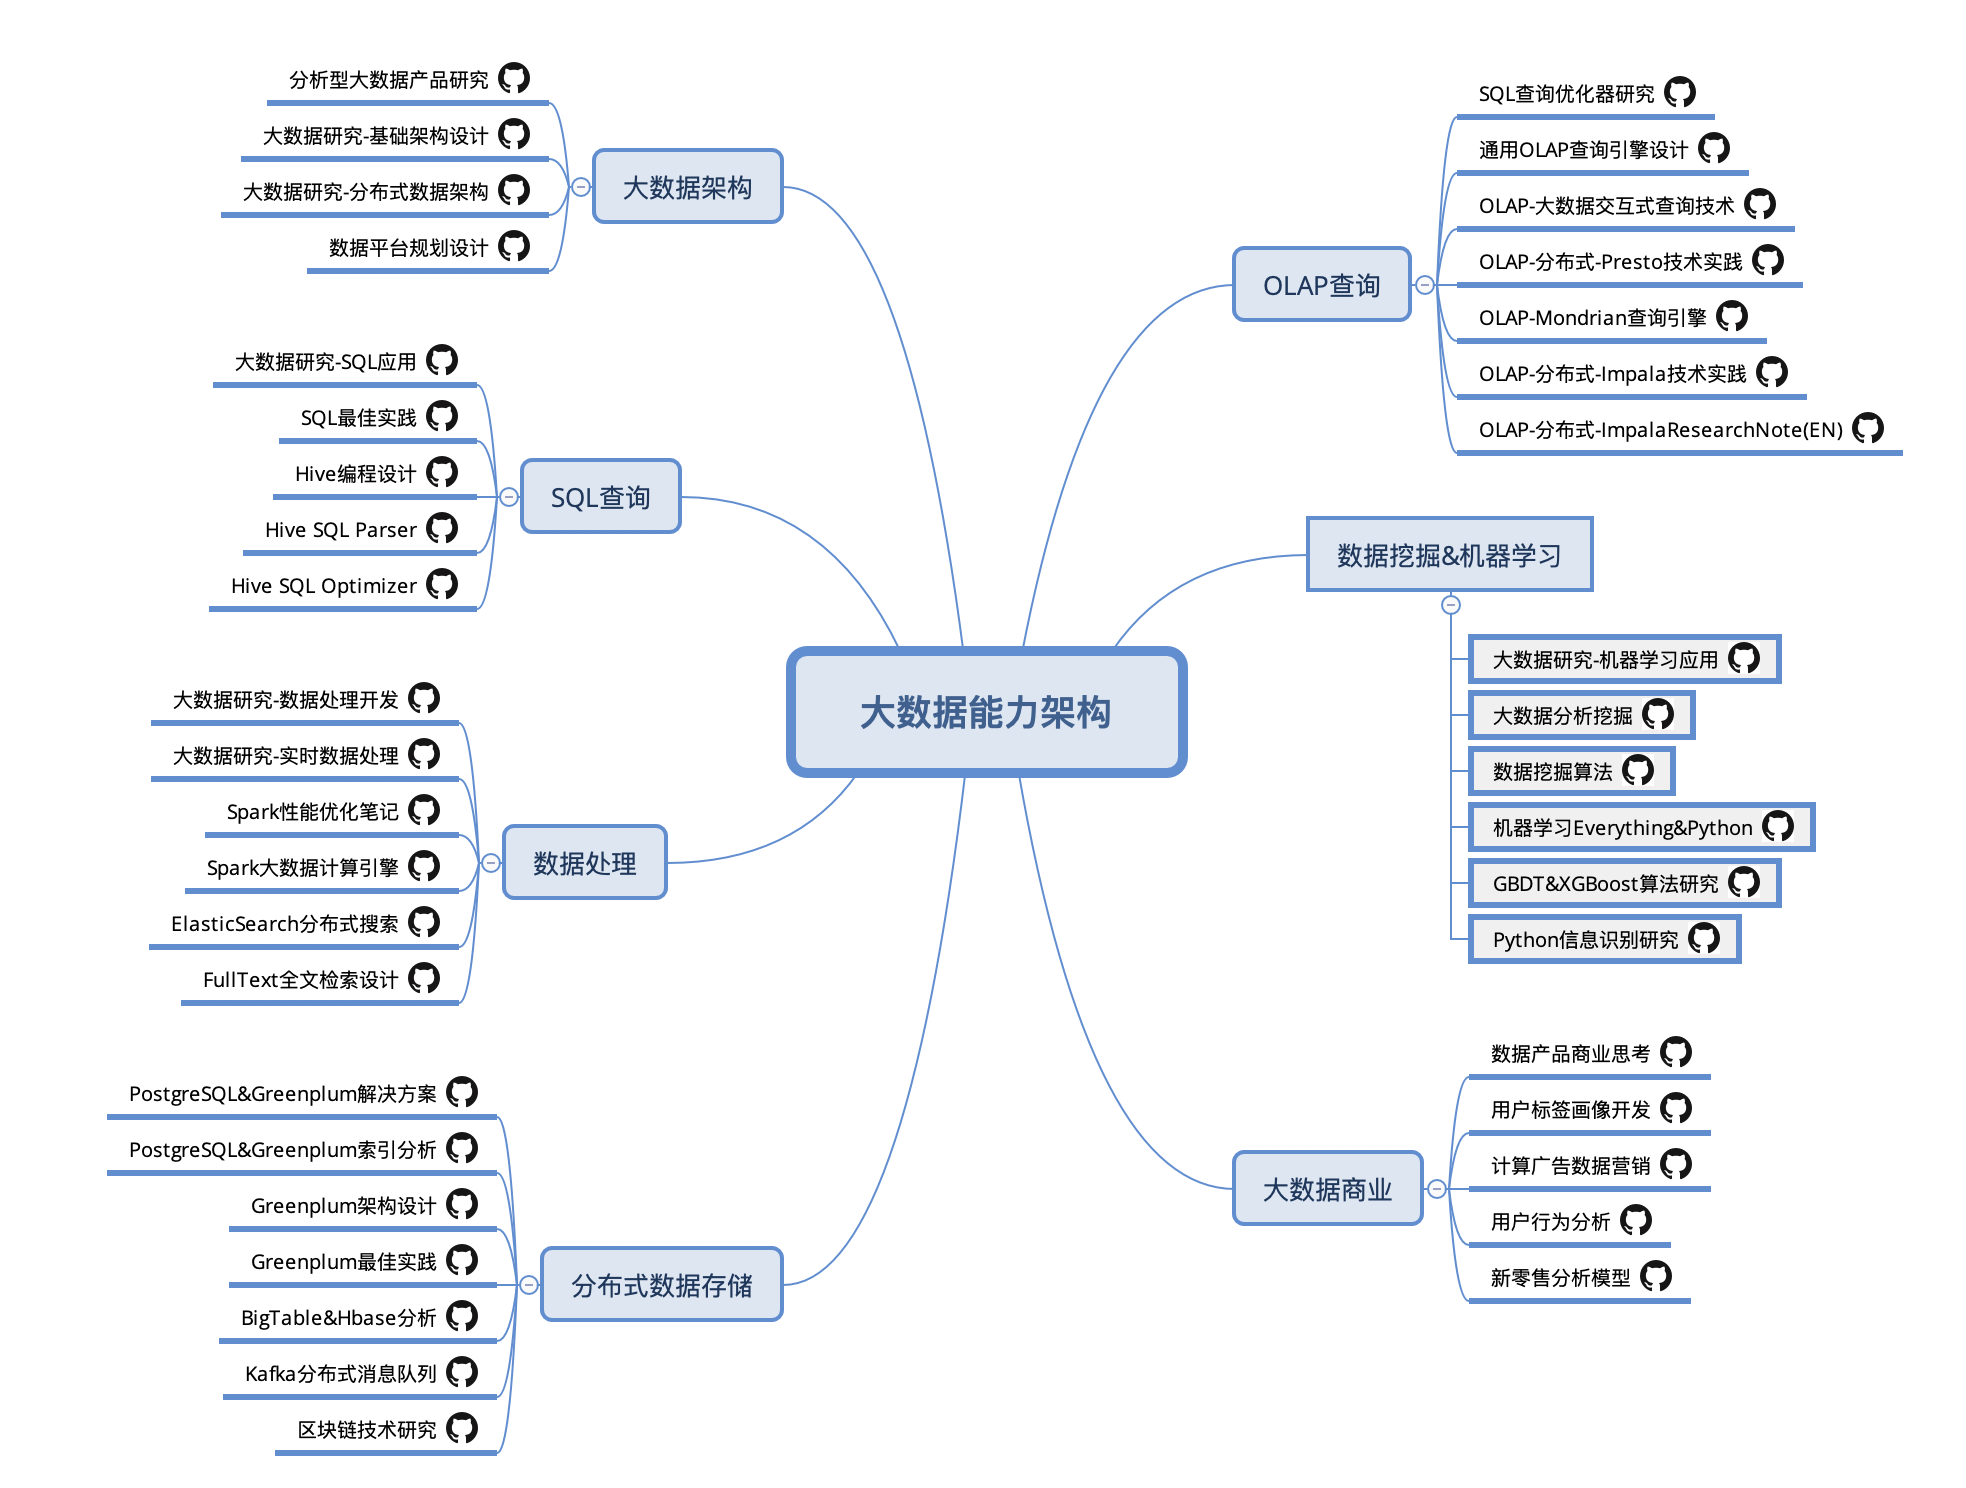 大数据能力架构
大数据架构
分析型大数据产品研究
大数据研究-基础架构设计
大数据研究-分布式数据架构
数据平台规划设计
SQL查询
大数据研究-SQL应用
SQL最佳实践
Hive编程设计
Hive SQL Parser
Hive SQL Optimizer
数据处理
大数据研究-数据处理开发
大数据研究-实时数据处理
Spark性能优化笔记
Spark大数据计算引擎
ElasticSearch分布式搜索
FullText全文检索设计
分布式数据存储
PostgreSQL&Greenplum解决方案
PostgreSQL&Greenplum索引分析
Greenplum架构设计
Greenplum最佳实践
BigTable&Hbase分析
Kafka分布式消息队列
区块链技术研究
OLAP查询
SQL查询优化器研究
通用OLAP查询引擎设计
OLAP-大数据交互式查询技术
OLAP-分布式-Presto技术实践
OLAP-Mondrian查询引擎
OLAP-分布式-Impala技术实践
OLAP-分布式-ImpalaResearchNote(EN)
数据挖掘&机器学习
大数据研究-机器学习应用
大数据分析挖掘
数据挖掘算法
机器学习Everything&Python
GBDT&XGBoost算法研究
Python信息识别研究
大数据商业
数据产品商业思考
用户标签画像开发
计算广告数据营销
用户行为分析
新零售分析模型